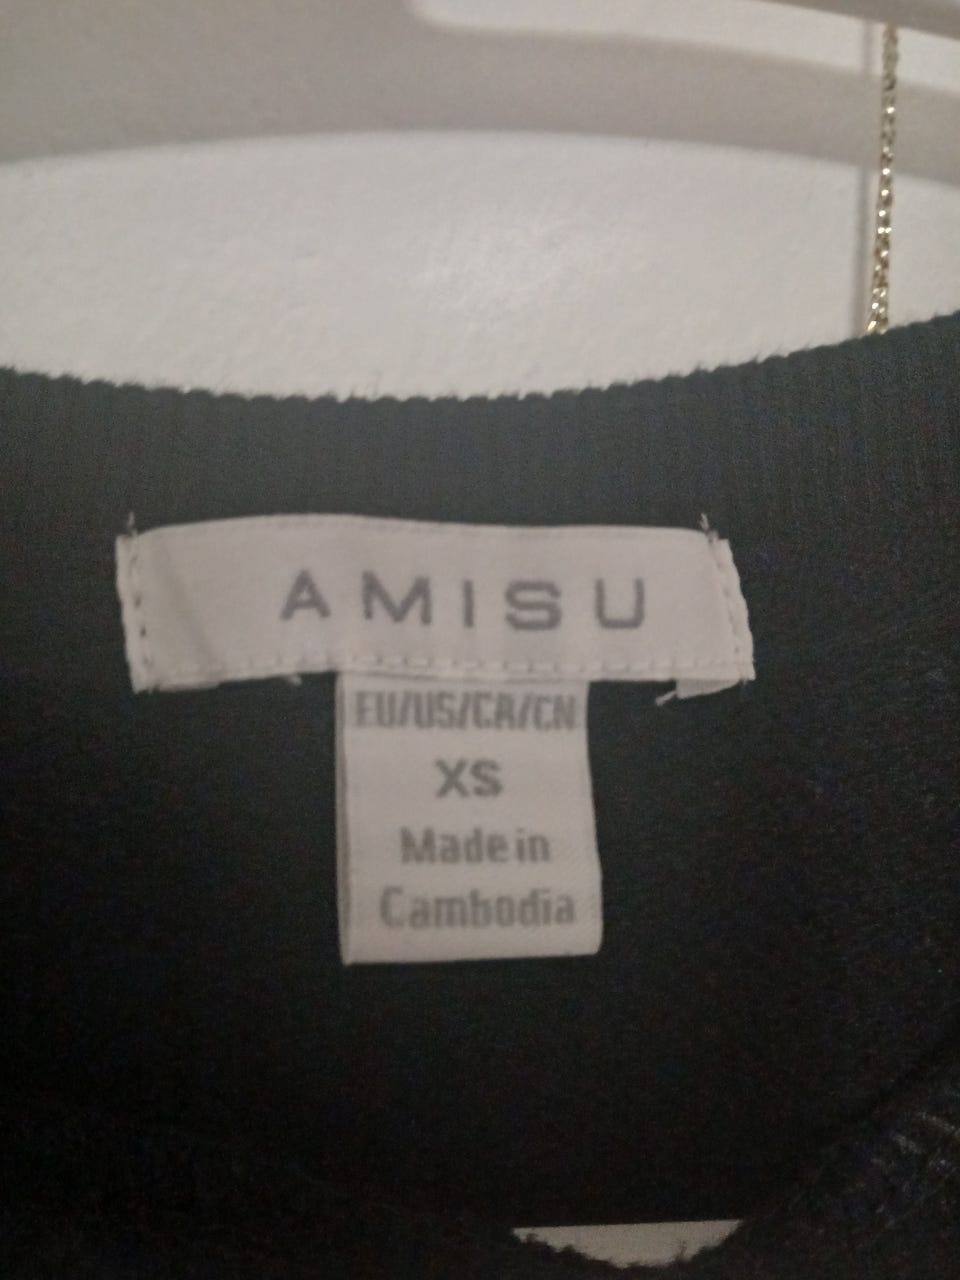 AMISU
EU/US/CA/CN
XS
Made in
Cambodia